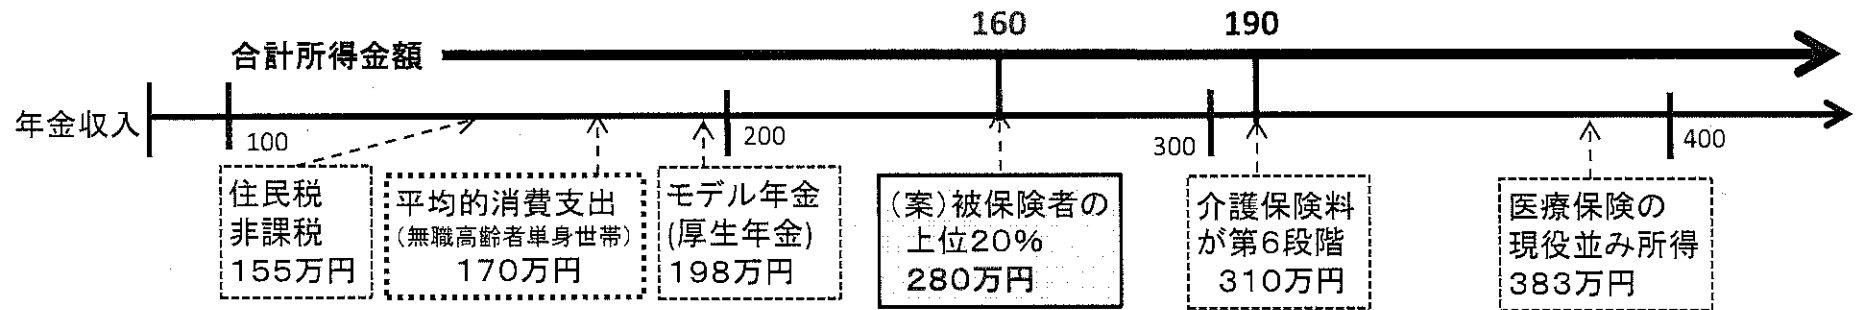 160
190
合計所得金額
年金収入
100
200
300
400
住民税
非課税
155万円
平均的消費支出
(無職高齢者単身世帯)
170万円
モデル年金
(厚生年金)
198万円
(案)被保険者の
上位20%
280万円
介護保険料
が第6段階
310万円
医療保険の
現役並み所得
383万円